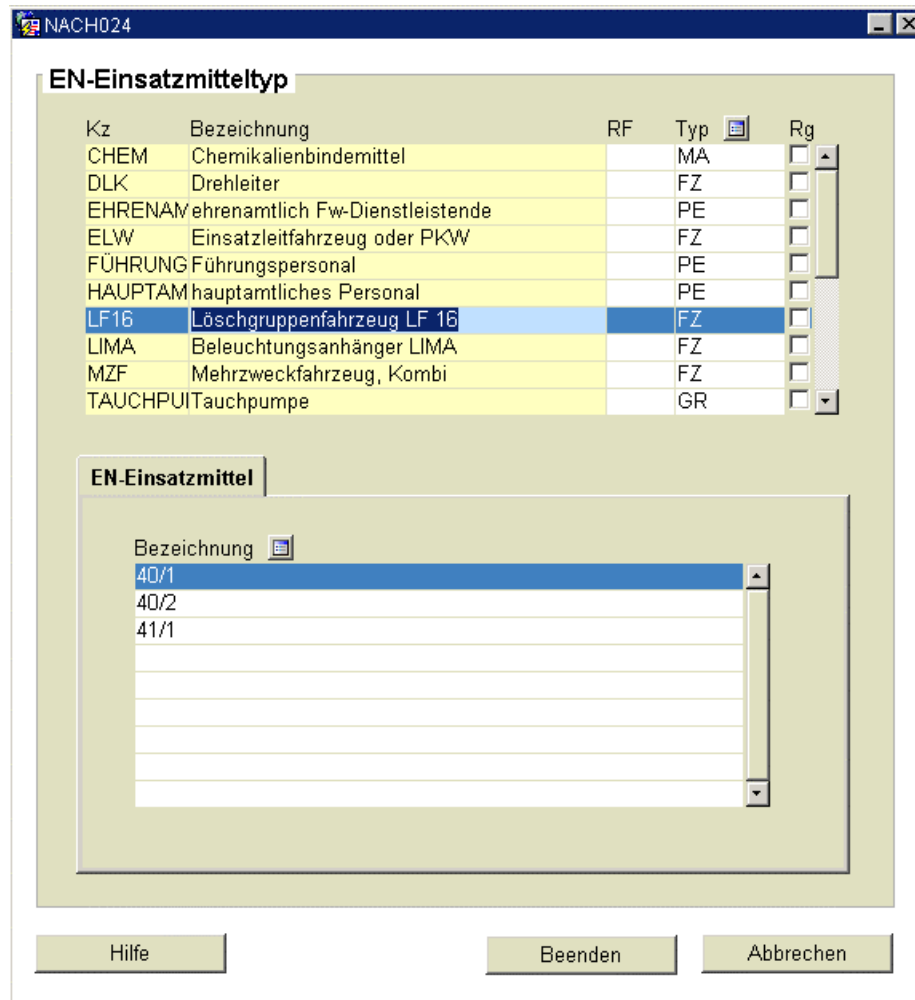 NACH024
EN-Einsatzmitteltyp
Kz Bezeichnung RF Typ Rg
CHEM Chemikalienbindemittel MA
DLK Drehleiter FZ
EHRENAM ehrenamtlich Fw-Dienstleistende PE
ELW Einsatzleitfahrzeug oder PKW FZ
FÜHRUNG Führungspersonal PE
HAUPTAM hauptamtliches Personal PE
LF16 Löschgruppenfahrzeug LF 16 FZ
LIMA Beleuchtungsanhänger LIMA FZ
MZF Mehrzweckfahrzeug, Kombi FZ
TAUCHPU Tauchpumpe GR
EN-Einsatzmittel
Bezeichnung
40/1
40/2
41/1
Hilfe Beenden Abbrechen